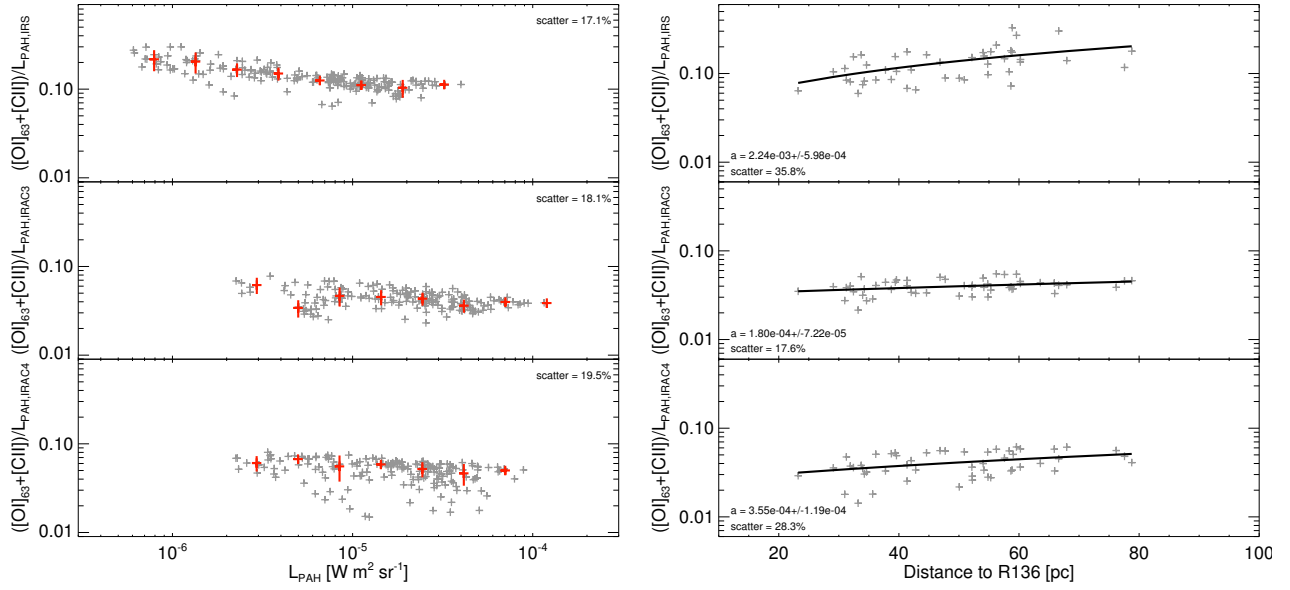 ([OI]63+[CII])/LPAH,IRS
0.10
0.01
scatter = 17.1%
([OI]63+[CII])/LPAH,IRAC3
0.10
0.01
scatter = 18.1%
([OI]63+[CII])/LPAH,IRAC4
0.10
0.01
scatter = 19.5%
10-6
10-5
10-4
LPAH [W m2 sr-1]
([OI]63+[CII])/LPAH,IRS
0.10
0.01
a = 2.24e-03+/-5.98e-04
scatter = 35.8%
([OI]63+[CII])/LPAH,IRAC3
0.10
0.01
a = 1.80e-04+/-7.22e-05
scatter = 17.6%
([OI]63+[CII])/LPAH,IRAC4
0.10
0.01
a = 3.55e-04+/-1.19e-04
scatter = 28.3%
20
40
60
80
100
Distance to R136 [pc]